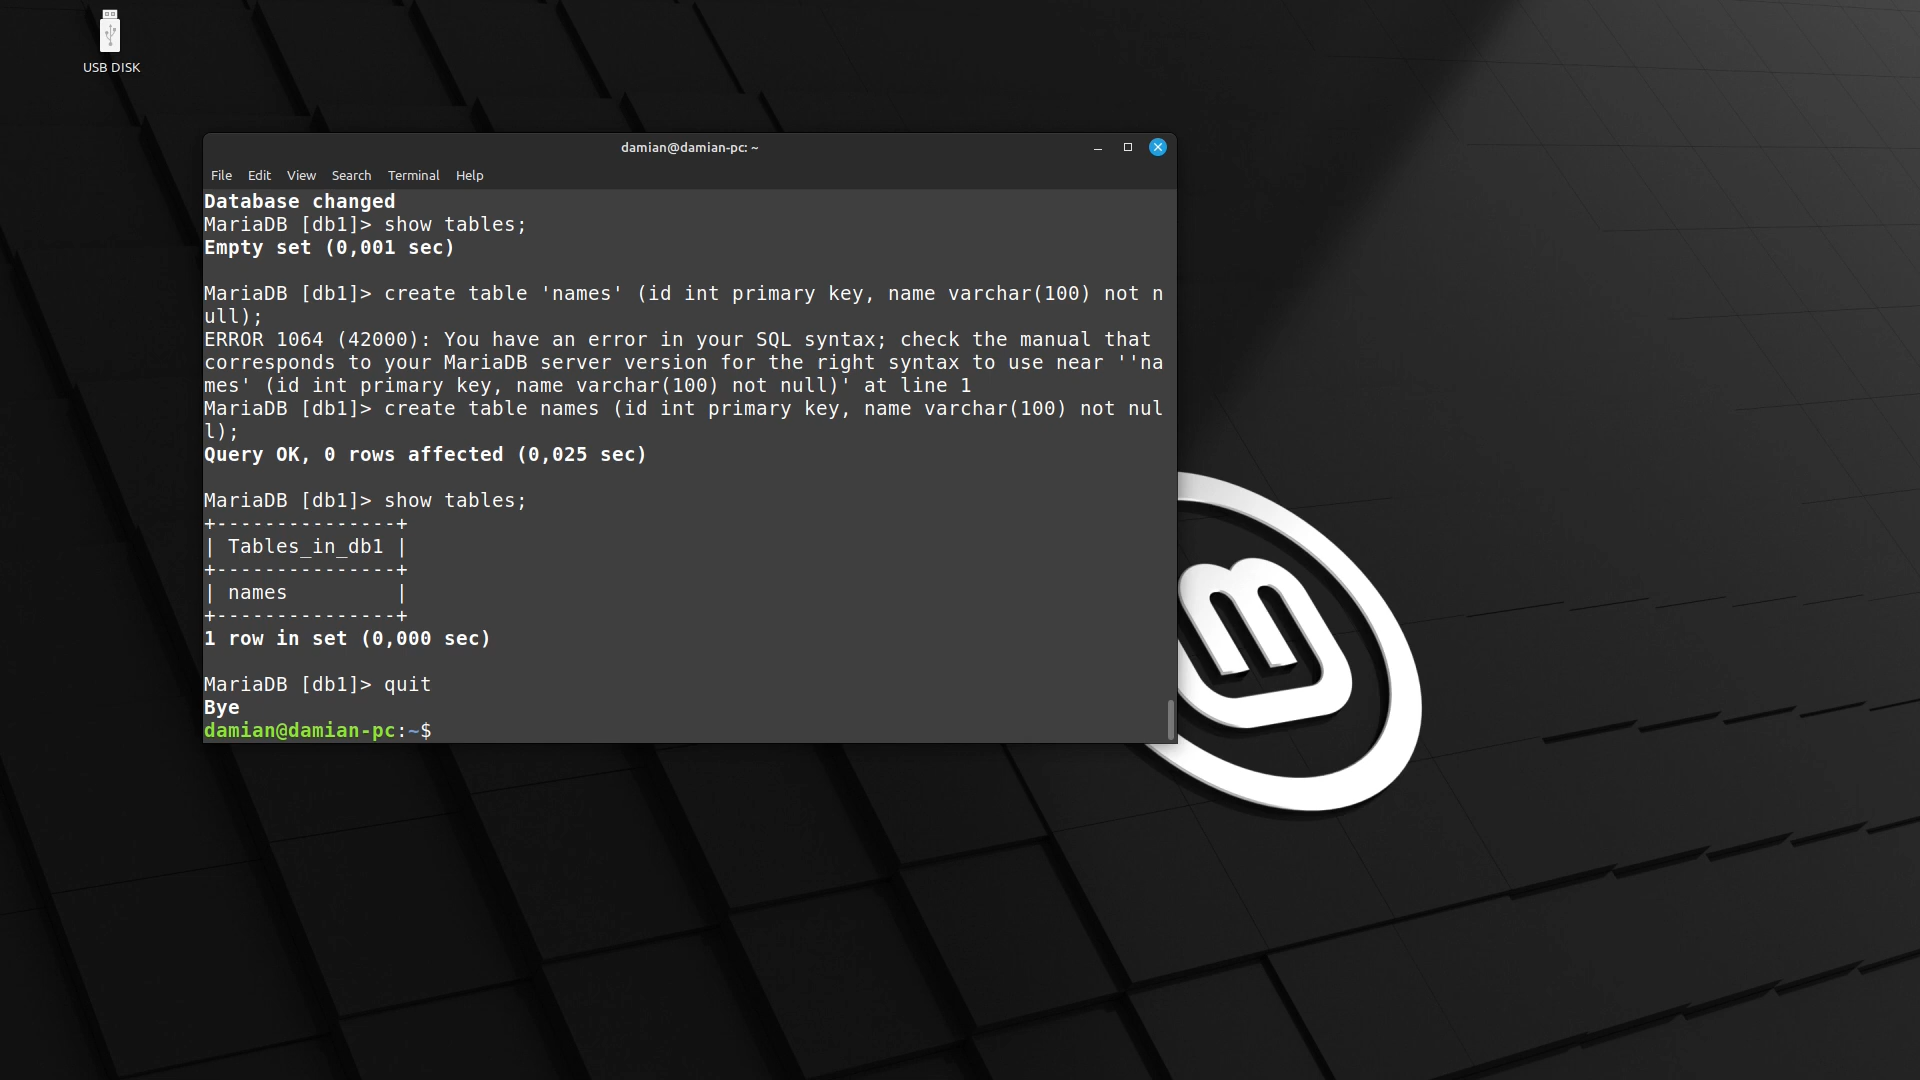 USB DISK
damian@damian-pc: ~
File Edit View Search Terminal Help
Database changed
MariaDB [db1]> show tables;
Empty set (0,001 sec)
MariaDB [db1]> create table 'names' (id int primary key, name varchar(100) not n
ull);
ERROR 1064 (42000): You have an error in your SQL syntax; check the manual that
corresponds to your MariaDB server version for the right syntax to use near ''na
mes' (id int primary key, name varchar(100) not null)' at line 1
MariaDB [db1]> create table names (id int primary key, name varchar(100) not nul
l);
Query OK, 0 rows affected (0,025 sec)
MariaDB [db1]> show tables;
+---------------+
| Tables_in_db1 |
+---------------+
| names         |
+---------------+
1 row in set (0,000 sec)
MariaDB [db1]> quit
Bye
damian@damian-pc:~$